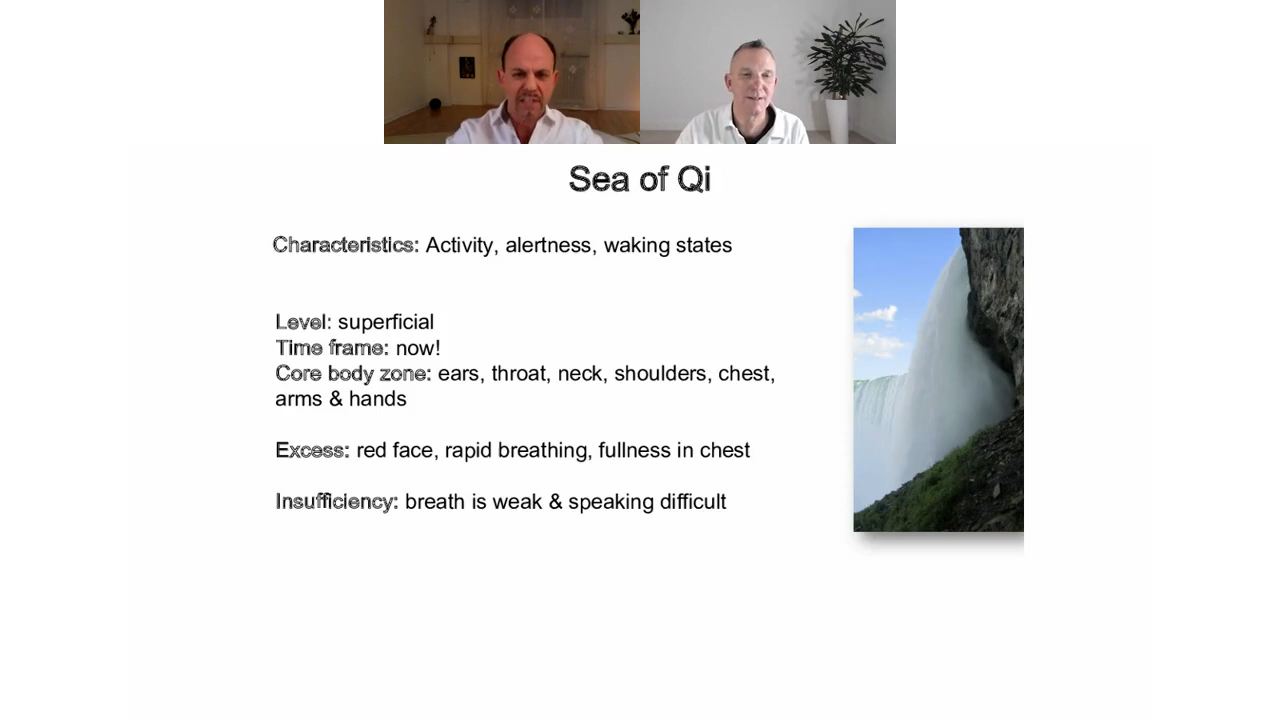 Sea of Qi
Characteristics: Activity, alertness, waking states
Level: superficial
Time frame: now!
Core body zone: ears, throat, neck, shoulders, chest,
arms & hands
Excess: red face, rapid breathing, fullness in chest
Insufficiency: breath is weak & speaking difficult